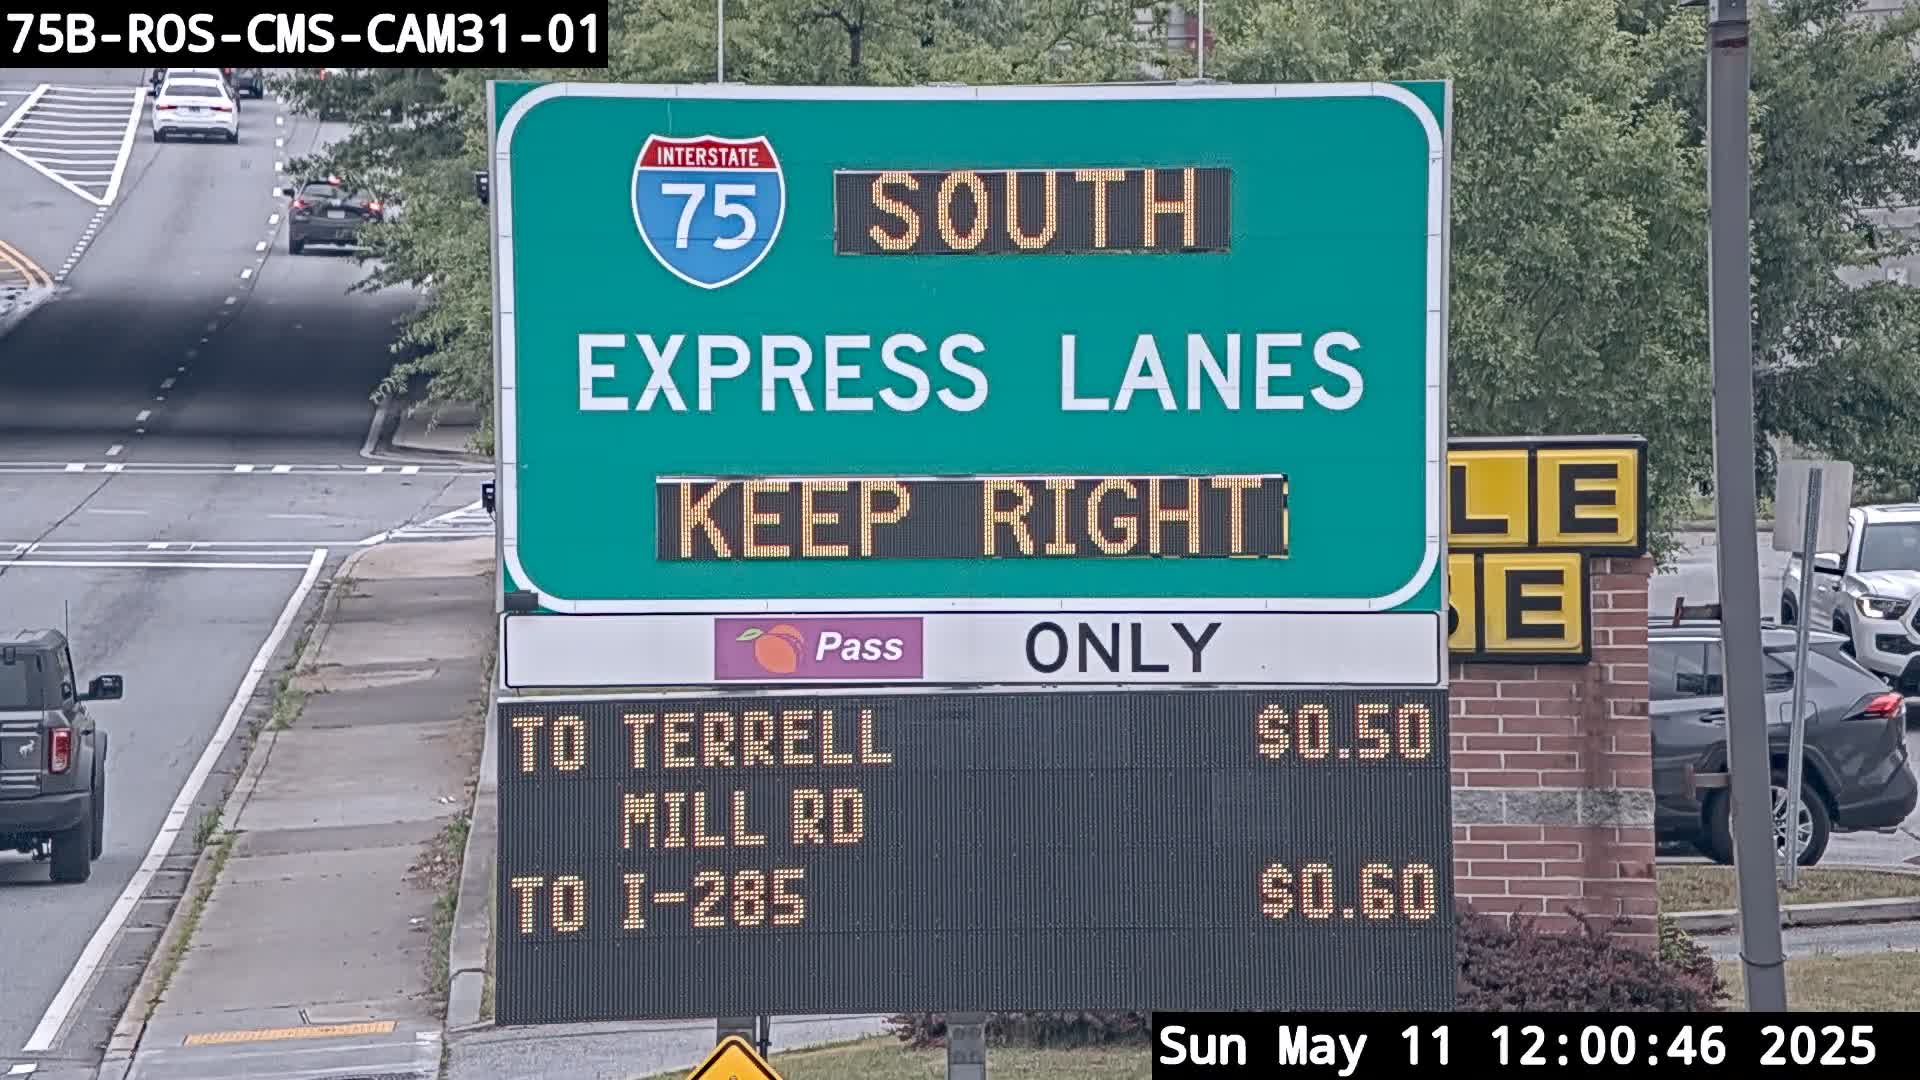 75B-ROS-CMS-CAM31-01
INTERSTATE
75
SOUTH
EXPRESS LANES
KEEP RIGHT
Pass ONLY
TO TERRELL $0.50
MILL RD
TO I-285 $0.60
LE
E
Sun May 11 12:00:46 2025